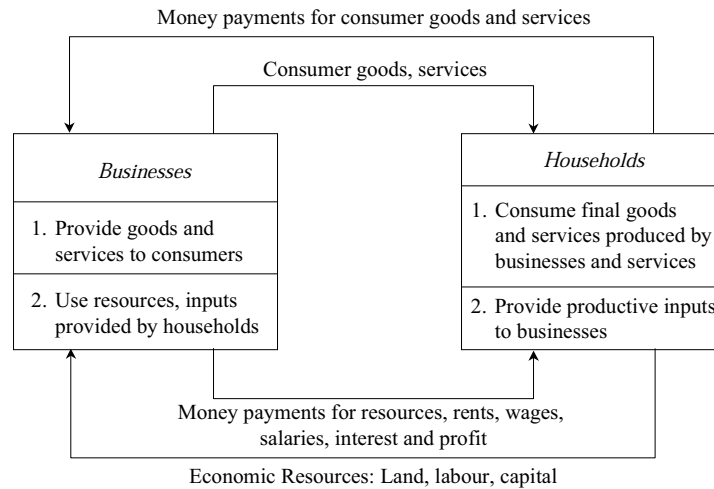 Money payments for consumer goods and services
Consumer goods, services
Businesses
1. Provide goods and
services to consumers
2. Use resources, inputs
provided by households
Households
1. Consume final goods
and services produced by
businesses and services
2. Provide productive inputs
to businesses
Money payments for resources, rents, wages,
salaries, interest and profit
Economic Resources: Land, labour, capital